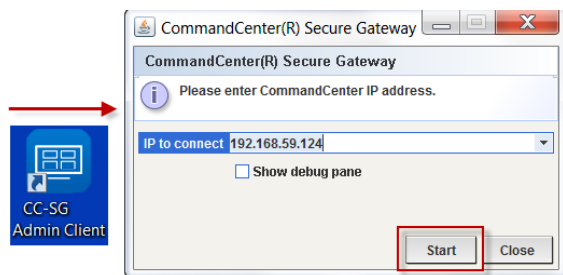 CommandCenter(R) Secure Gateway
CommandCenter(R) Secure Gateway
Please enter CommandCenter IP address.
IP to connect 192.168.59.124
Show debug pane
CC-SG
Admin Client
Start Close